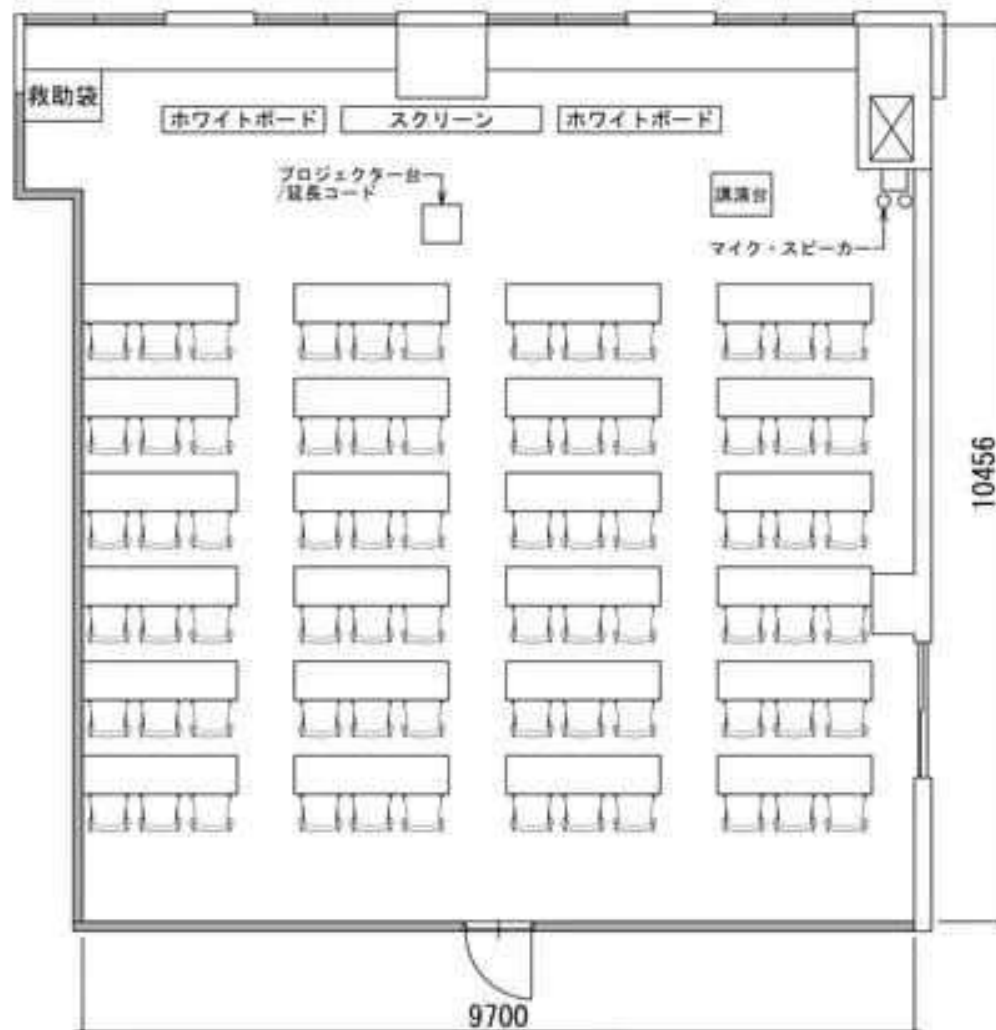 救助袋
ホワイトボード
スクリーン
ホワイトボード
プロジェクター台
/延長コード
講演台
マイク・スピーカー
10456
9700